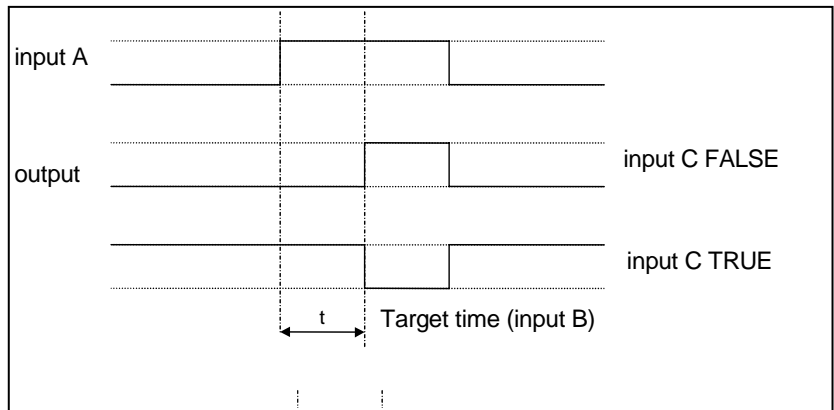 input A
input C FALSE
output
input C TRUE
t
Target time (input B)